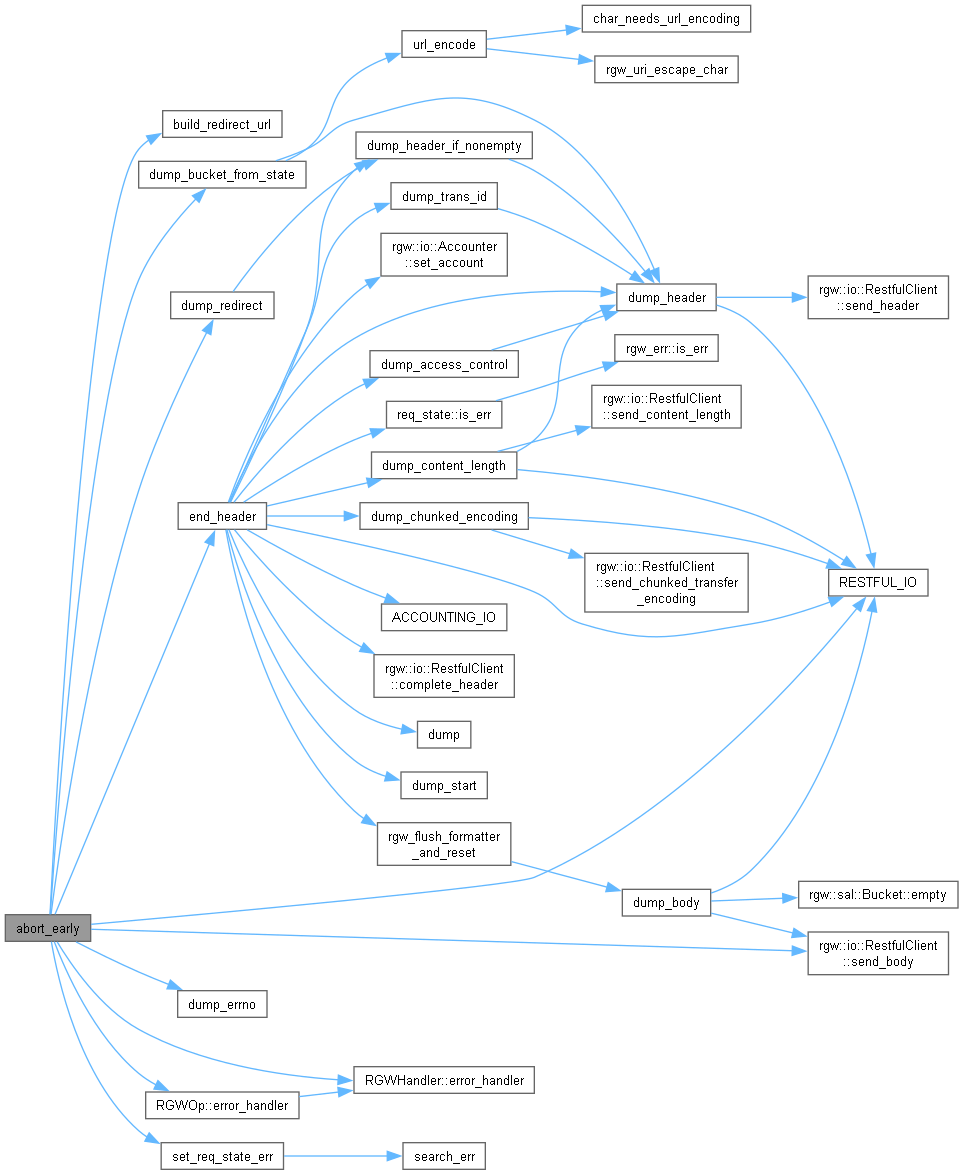 char_needs_url_encoding
url_encode
rgw_uri_escape_char
build_redirect_url
dump_header_if_nonempty
dump_bucket_from_state
dump_trans_id
rgw::io::Accounter
::set_account
dump_redirect
dump_header
rgw::io::RestfulClient
::send_header
rgw_err::is_err
dump_access_control
rgw::io::RestfulClient
::send_content_length
req_state::is_err
dump_content_length
end_header
dump_chunked_encoding
rgw::io::RestfulClient
::send_chunked_transfer
_encoding
RESTFUL_IO
ACCOUNTING_IO
rgw::io::RestfulClient
::complete_header
dump
dump_start
rgw_flush_formatter
_and_reset
dump_body
rgw::sal::Bucket::empty
abort_early
rgw::io::RestfulClient
::send_body
dump_errno
RGWHandler::error_handler
RGWOp::error_handler
set_req_state_err
search_err